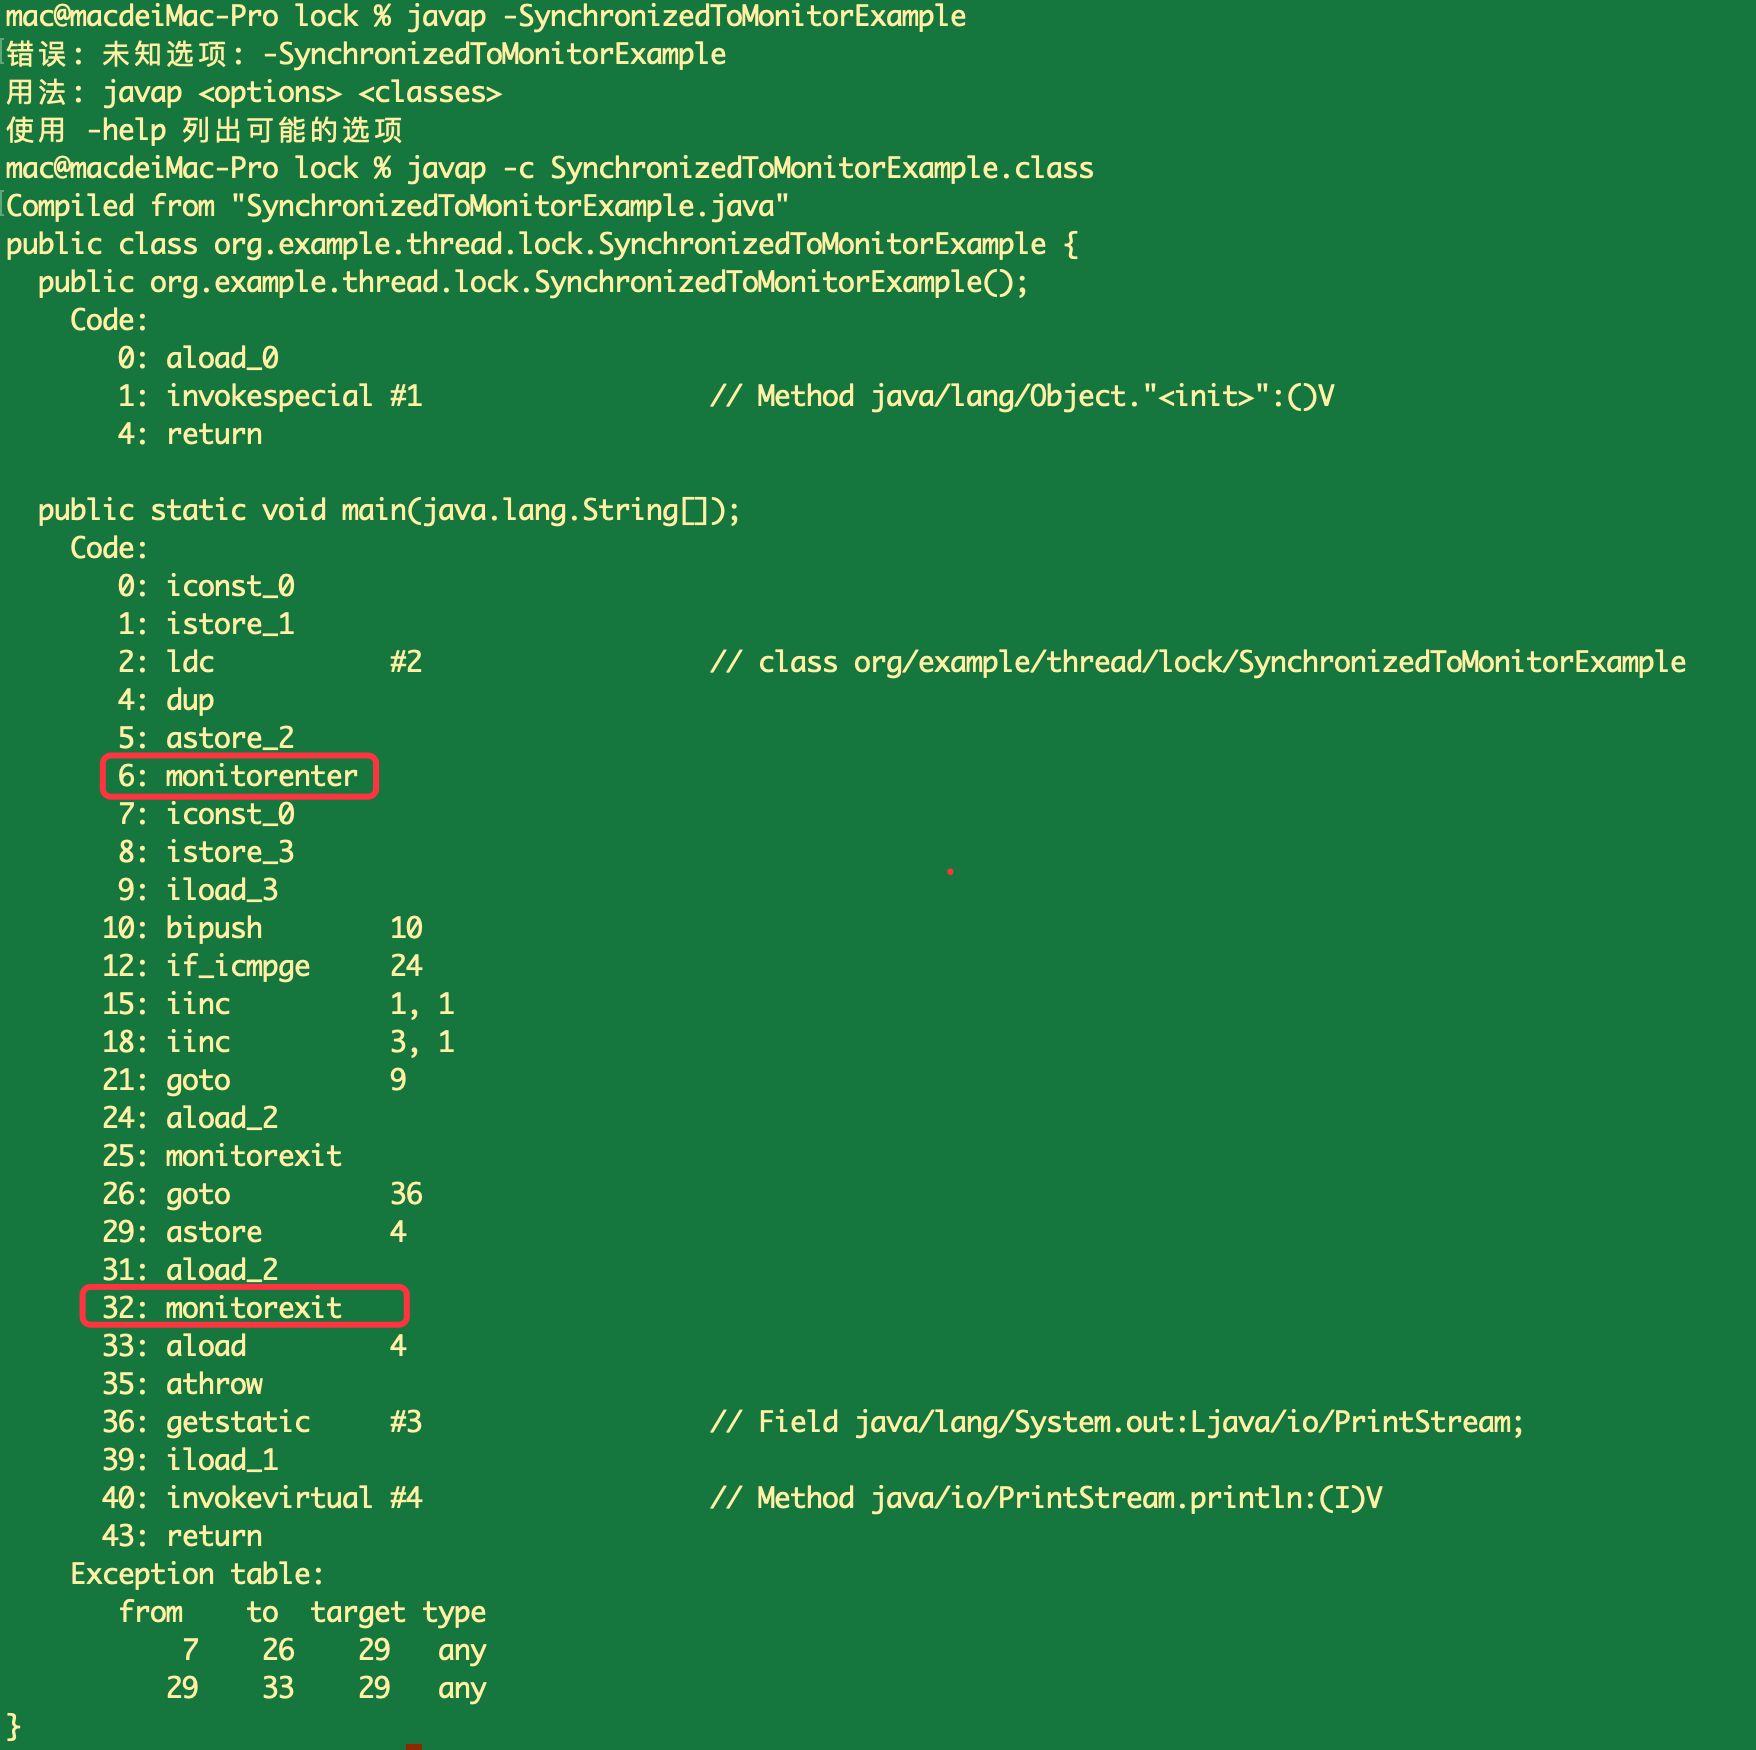 mac@macdeiMac-Pro lock % javap -SynchronizedToMonitorExample
错误: 未知选项: -SynchronizedToMonitorExample
用法: javap <options> <classes>
使用 -help 列出可能的选项
mac@macdeiMac-Pro lock % javap -c SynchronizedToMonitorExample.class
Compiled from "SynchronizedToMonitorExample.java"
public class org.example.thread.lock.SynchronizedToMonitorExample {
  public org.example.thread.lock.SynchronizedToMonitorExample();
    Code:
       0: aload_0
       1: invokespecial #1                  // Method java/lang/Object."<init>":()V
       4: return

  public static void main(java.lang.String[]);
    Code:
       0: iconst_0
       1: istore_1
       2: ldc           #2                  // class org/example/thread/lock/SynchronizedToMonitorExample
       4: dup
       5: astore_2
       6: monitorenter
       7: iconst_0
       8: istore_3
       9: iload_3
      10: bipush        10
      12: if_icmpge     24
      15: iinc          1, 1
      18: iinc          3, 1
      21: goto          9
      24: aload_2
      25: monitorexit
      26: goto          36
      29: astore        4
      31: aload_2
      32: monitorexit
      33: aload         4
      35: athrow
      36: getstatic     #3                  // Field java/lang/System.out:Ljava/io/PrintStream;
      39: iload_1
      40: invokevirtual #4                  // Method java/io/PrintStream.println:(I)V
      43: return
    Exception table:
       from    to  target type
           7    26    29   any
          29    33    29   any
}